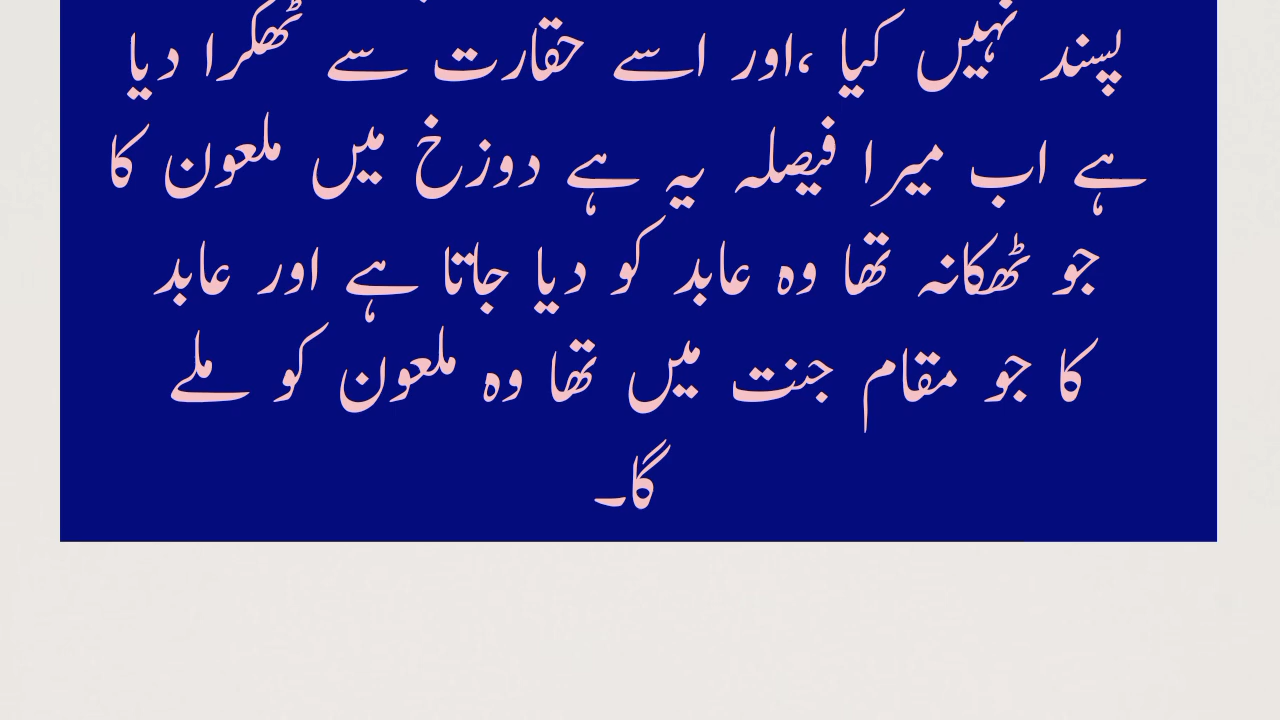 پسند نہیں کیا ،اور اسے حقارت سے ٹھکرا دیا
ہے اب میرا فیصلہ یہ ہے دوزخ میں ملعون کا
جو ٹھکانہ تھا وہ عابد کو دیا جاتا ہے اور عابد
کا جو مقام جنت میں تھا وہ ملعون کو ملے
گا۔